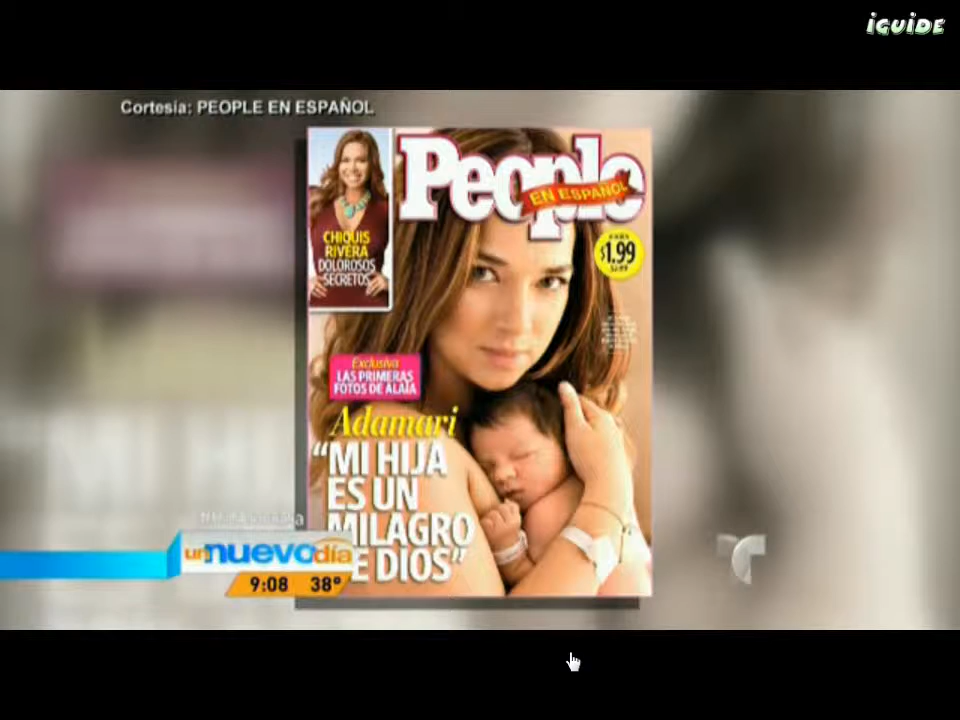 iGUiDE
Cortesía: PEOPLE EN ESPAÑOL
People
EN ESPAÑOL
CHIQUIS
RIVERA
DOLOROSOS
SECRETOS
$1.99
Exclusiva
LAS PRIMERAS
FOTOS DE ALAÏA
Adamari
“MI HIJA
ES UN
MILAGRO
DE DIOS”
un nuevo día
9:08 38°